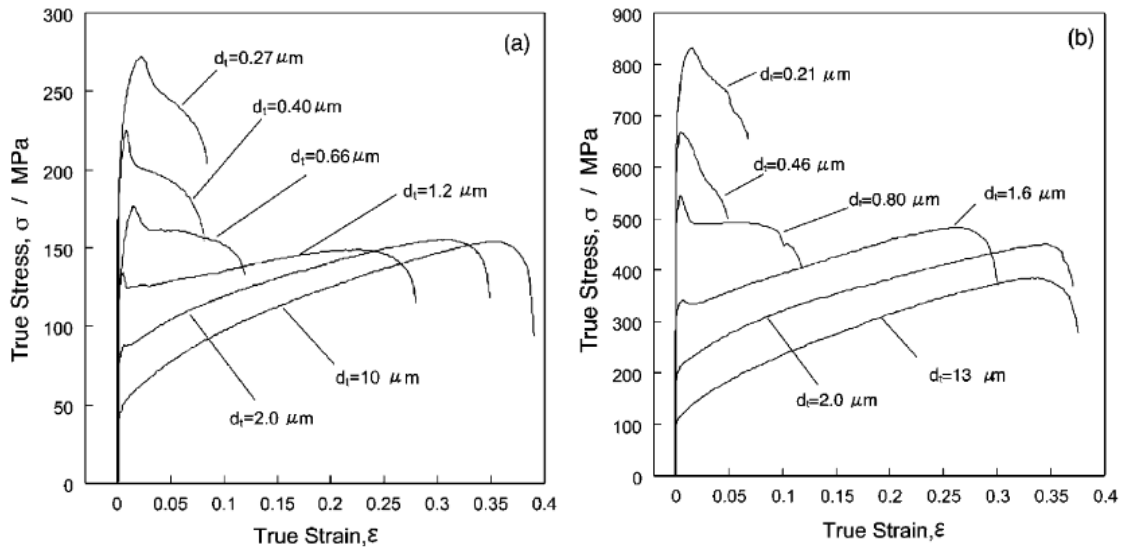 (a)
True Stress, σ / MPa
300
250
200
150
100
50
0
dt=0.27 μm
dt=0.40 μm
dt=0.66 μm
dt=1.2 μm
dt=10 μm
dt=2.0 μm
0 0.05 0.1 0.15 0.2 0.25 0.3 0.35 0.4
True Strain,ε
(b)
True Stress, σ / MPa
900
800
700
600
500
400
300
200
100
0
dt=0.21 μm
dt=0.46 μm
dt=0.80 μm
dt=1.6 μm
dt=13 μm
dt=2.0 μm
0 0.05 0.1 0.15 0.2 0.25 0.3 0.35 0.4
True Strain,ε